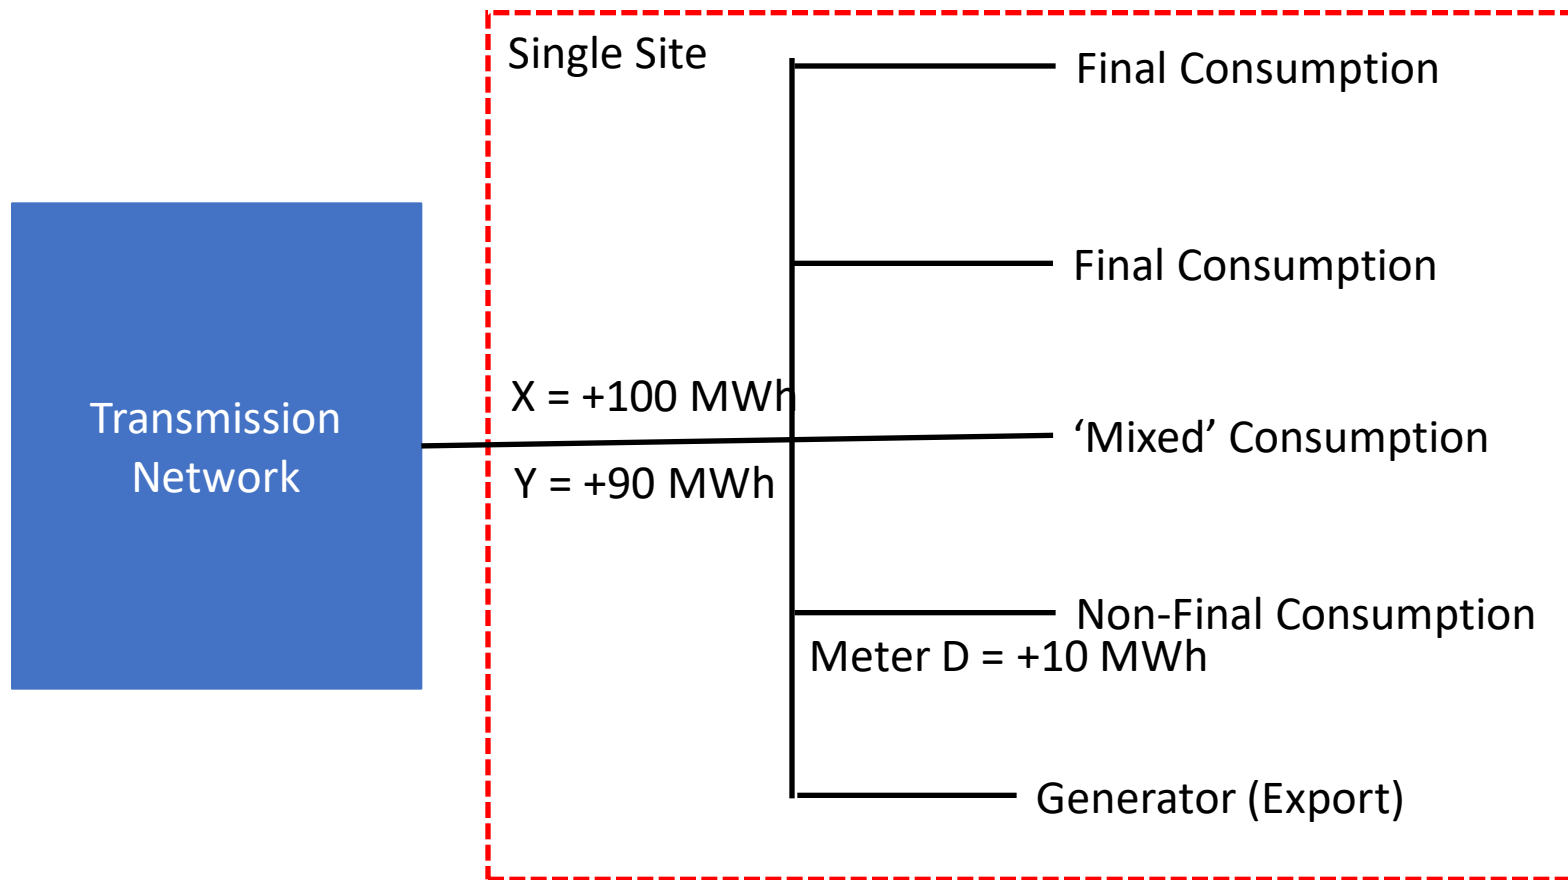 Single Site
Final Consumption
Final Consumption
X = +100 MWh
Transmission
Network
‘Mixed’ Consumption
Y = +90 MWh
Non-Final Consumption
Meter D = +10 MWh
Generator (Export)